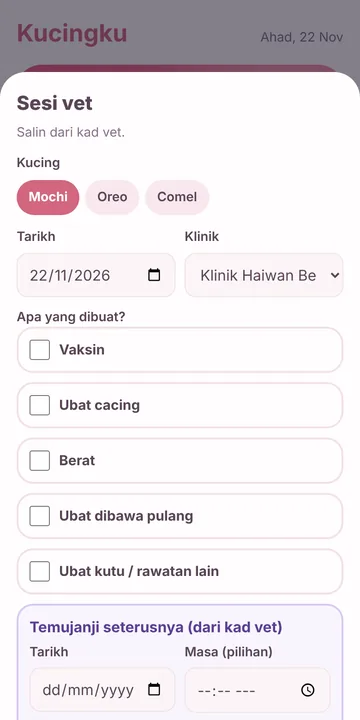 Kucingku
Ahad, 22 Nov
Sesi vet
Salin dari kad vet.
Kucing
Mochi Oreo Comel
Tarikh Klinik
22/11/2026 Klinik Haiwan Be
Apa yang dibuat?
Vaksin
Ubat cacing
Berat
Ubat dibawa pulang
Ubat kutu / rawatan lain
Temujanji seterusnya (dari kad vet)
Tarikh Masa (pilihan)
dd/mm/yyyy --:-- ---